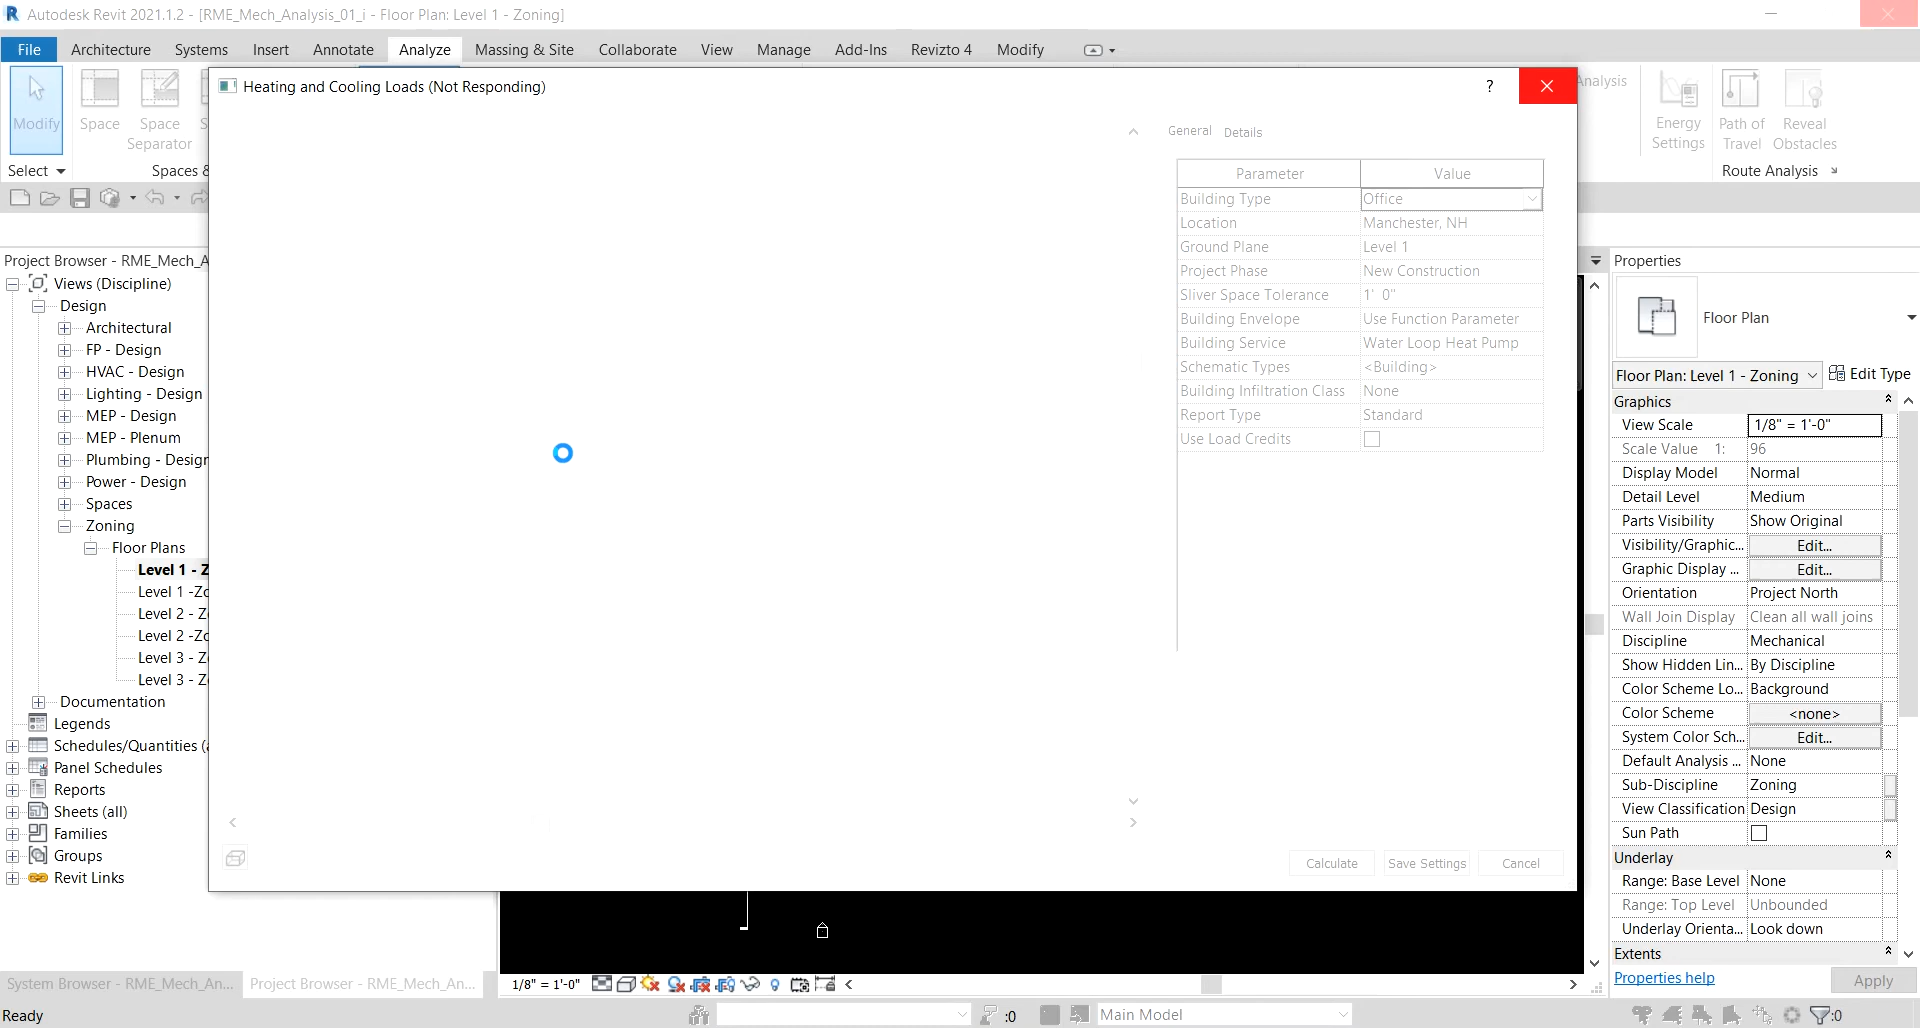 Autodesk Revit 2021.1.2 - [RME_Mech_Analysis_01_i - Floor Plan: Level 1 - Zoning]
File Architecture Systems Insert Annotate Analyze Massing & Site Collaborate View Manage Add-Ins Revizto 4 Modify
Heating and Cooling Loads (Not Responding) ?
Modify
Space
Space
Separator
Analysis
Energy
Settings
Path of
Travel
Reveal
Obstacles
Select
Spaces &
Route Analysis
Project Browser - RME_Mech_A
Views (Discipline)
Design
Architectural
FP - Design
HVAC - Design
Lighting - Design
MEP - Design
MEP - Plenum
Plumbing - Design
Power - Design
Spaces
Zoning
Floor Plans
Level 1 - Z
Level 1 -Zo
Level 2 - Z
Level 2 -Zo
Level 3 - Z
Level 3 - Z
Documentation
Legends
Schedules/Quantities (a
Panel Schedules
Reports
Sheets (all)
Families
Groups
Revit Links
System Browser - RME_Mech_An... Project Browser - RME_Mech_An...
General Details
Parameter Value
Building Type Office
Location Manchester, NH
Ground Plane Level 1
Project Phase New Construction
Sliver Space Tolerance 1' 0"
Building Envelope Use Function Parameter
Building Service Water Loop Heat Pump
Schematic Types <Building>
Building Infiltration Class None
Report Type Standard
Use Load Credits
Calculate Save Settings Cancel
Properties
Floor Plan
Floor Plan: Level 1 - Zoning Edit Type
Graphics
View Scale 1/8" = 1'-0"
Scale Value 1: 96
Display Model Normal
Detail Level Medium
Parts Visibility Show Original
Visibility/Graphic... Edit...
Graphic Display ... Edit...
Orientation Project North
Wall Join Display Clean all wall joins
Discipline Mechanical
Show Hidden Lin... By Discipline
Color Scheme Lo... Background
Color Scheme <none>
System Color Sch... Edit...
Default Analysis ... None
Sub-Discipline Zoning
View Classification Design
Sun Path
Underlay
Range: Base Level None
Range: Top Level Unbounded
Underlay Orienta... Look down
Extents
Properties help Apply
1/8" = 1'-0"
Ready :0 Main Model :0